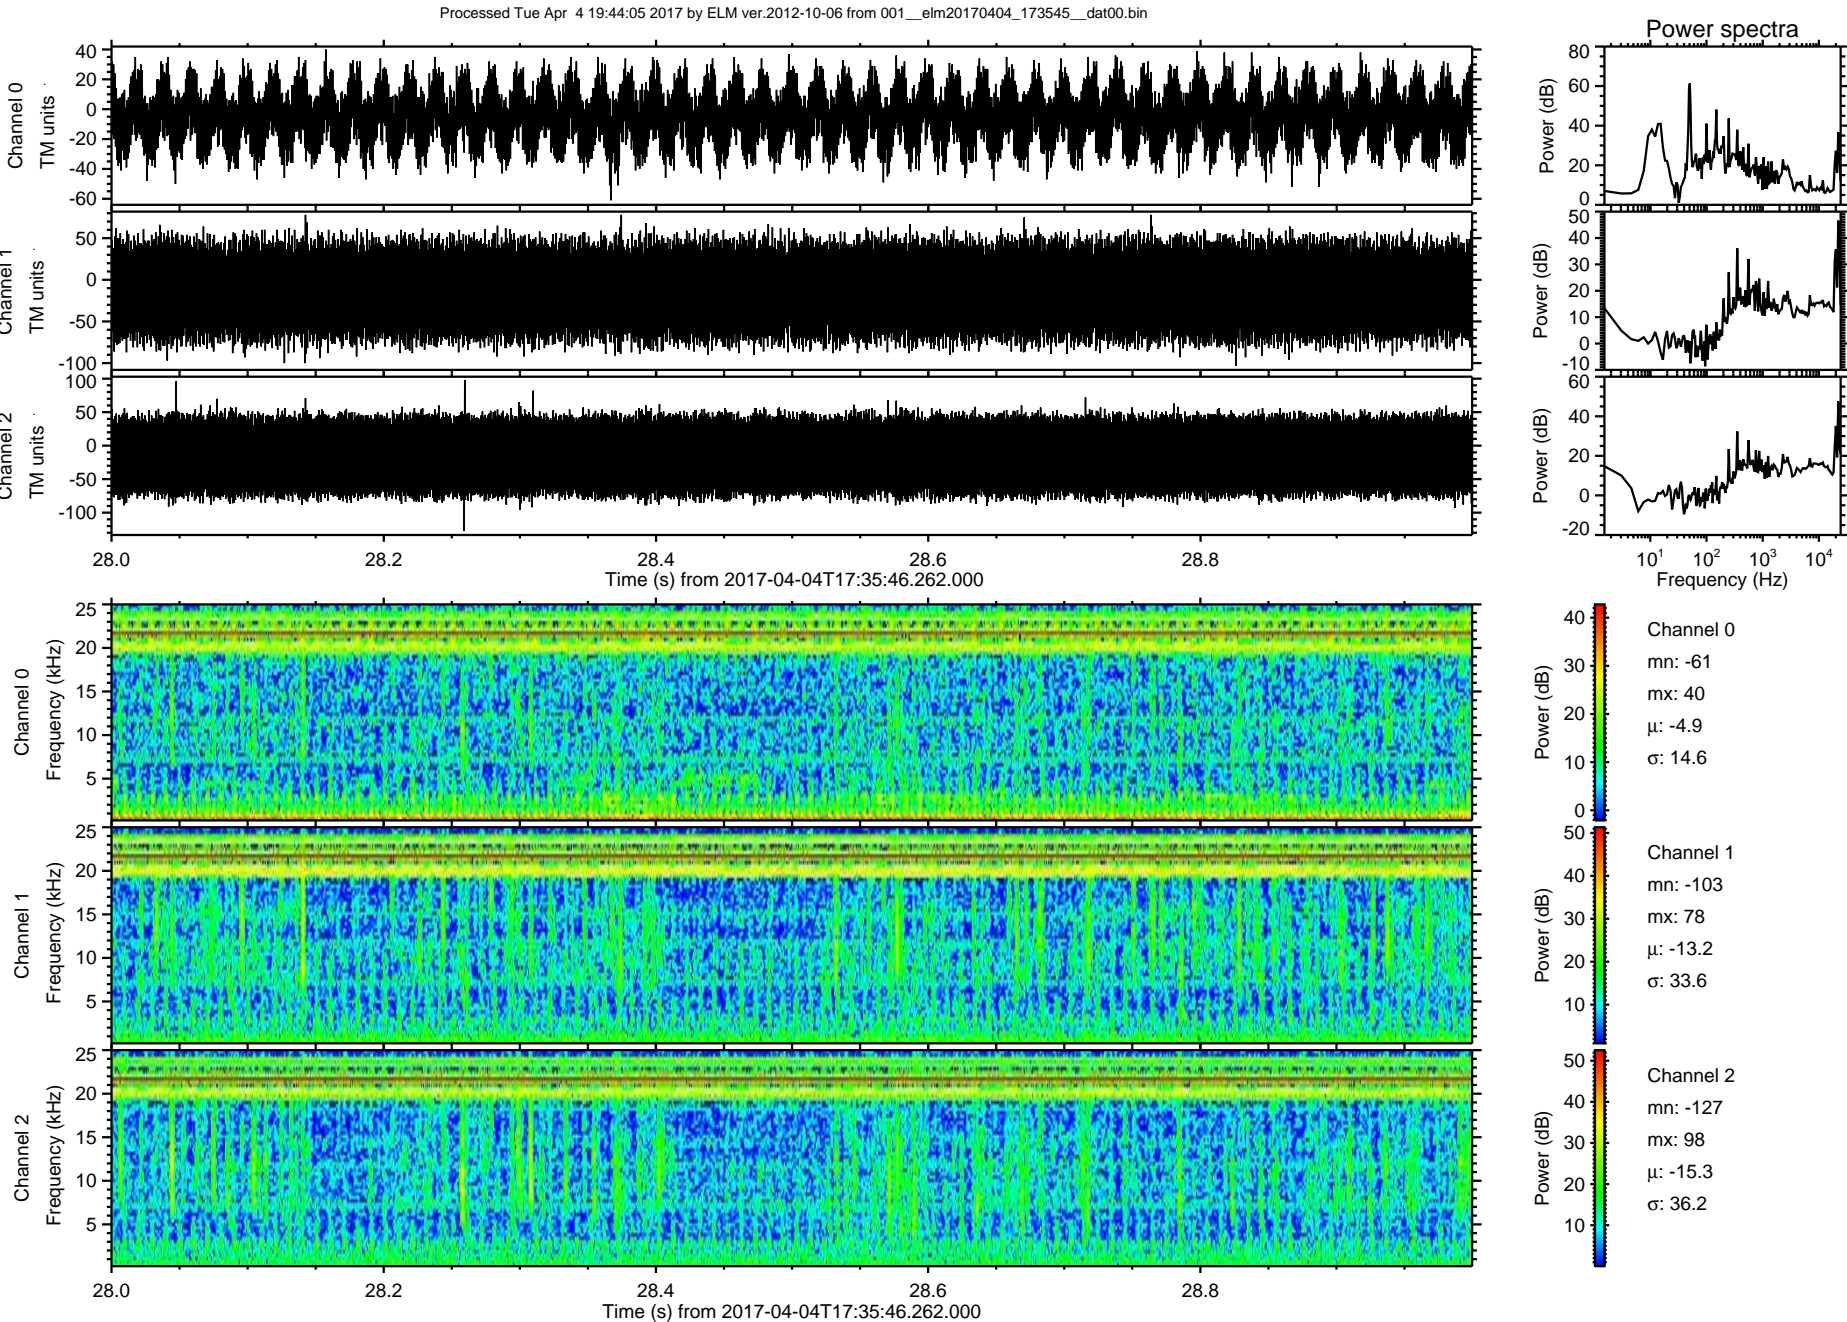 Processed Tue Apr  4 19:44:05 2017 by ELM ver.2012-10-06 from 001__elm20170404_173545__dat00.bin
Power spectra
Channel 0
TM units
40
20
0
-20
-40
-60
Power (dB)
80
60
40
20
0
Channel 1
TM units
50
0
-50
-100
Power (dB)
50
40
30
20
10
0
-10
Channel 2
TM units
100
50
0
-50
-100
Power (dB)
60
40
20
0
-20
28.0 28.2 28.4 28.6 28.8
Time (s) from 2017-04-04T17:35:46.262.000
10¹ 10² 10³ 10⁴
Frequency (Hz)
Channel 0
Frequency (kHz)
25
20
15
10
5
Power (dB)
40
30
20
10
0
Channel 0
mn: -61
mx: 40
μ: -4.9
σ: 14.6
Channel 1
Frequency (kHz)
25
20
15
10
5
Power (dB)
50
40
30
20
10
Channel 1
mn: -103
mx: 78
μ: -13.2
σ: 33.6
Channel 2
Frequency (kHz)
25
20
15
10
5
Power (dB)
50
40
30
20
10
Channel 2
mn: -127
mx: 98
μ: -15.3
σ: 36.2
28.0 28.2 28.4 28.6 28.8
Time (s) from 2017-04-04T17:35:46.262.000